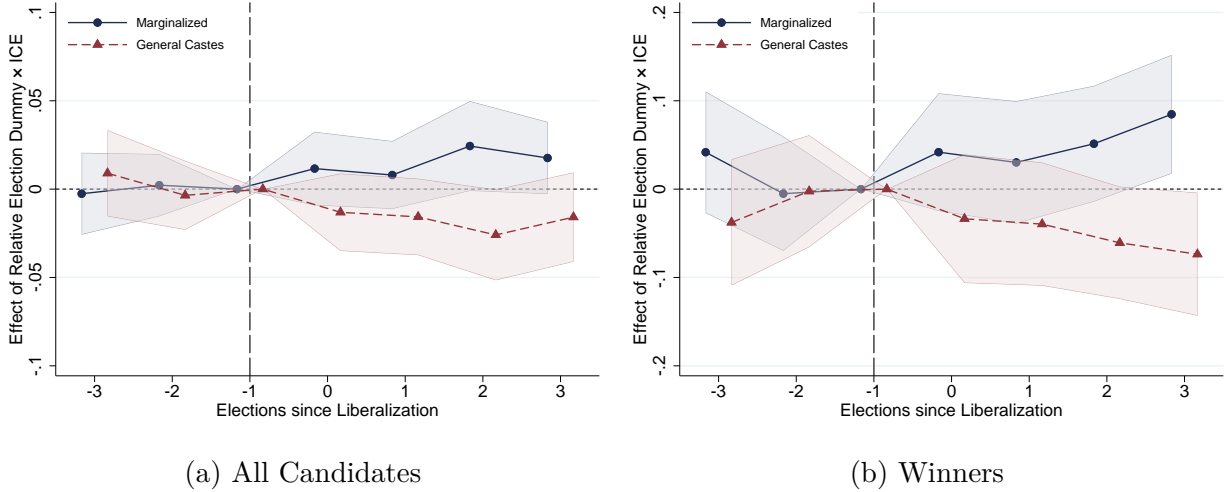 Effect of Relative Election Dummy × ICE
.1
.05
0
-.05
-.1
Marginalized
General Castes
-3 -2 -1 0 1 2 3
Elections since Liberalization
(a) All Candidates
Effect of Relative Election Dummy × ICE
.2
.1
0
-.1
-.2
Marginalized
General Castes
-3 -2 -1 0 1 2 3
Elections since Liberalization
(b) Winners